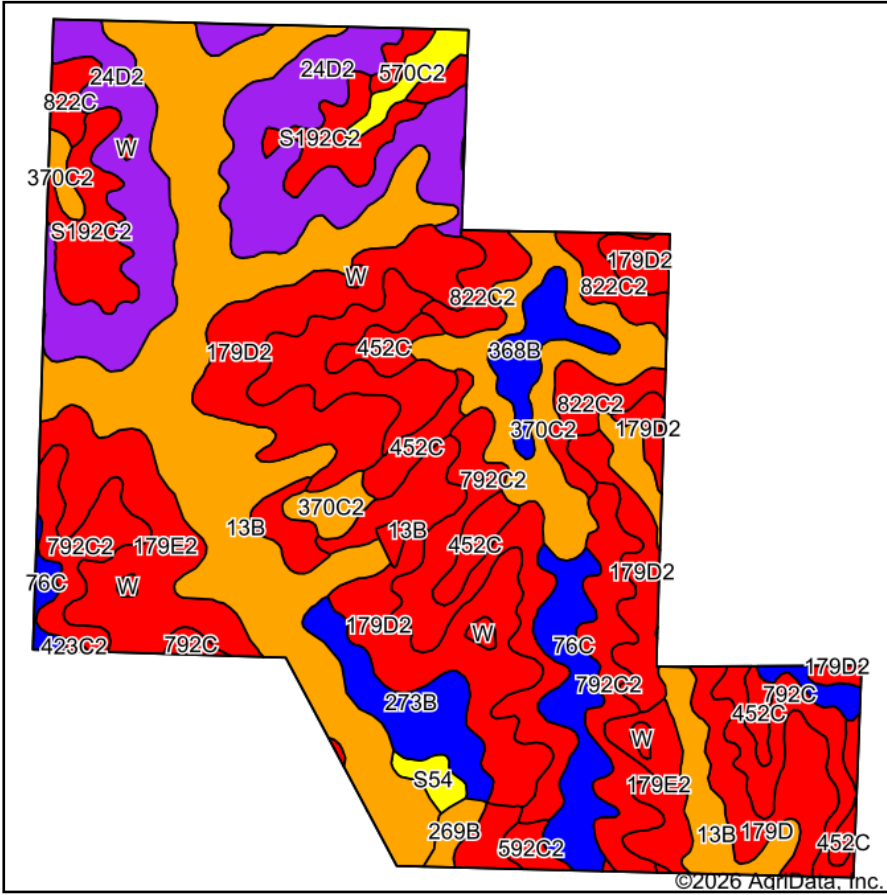 24D2
24D2
570C2
822C
S192C2
W
370C2
S192C2
179D2
W
822C2
822C2
179D2
452C
368B
822C2
370C2
179D2
452C
792C2
370C2
13B
13B
452C
792C2
179E2
179D2
76C
W
179D2
W
423C2
792C
76C
179D2
792C2
792C
273B
452C
W
S54
179E2
269B
13B
179D
592C2
452C
©2026 AgriData, Inc.